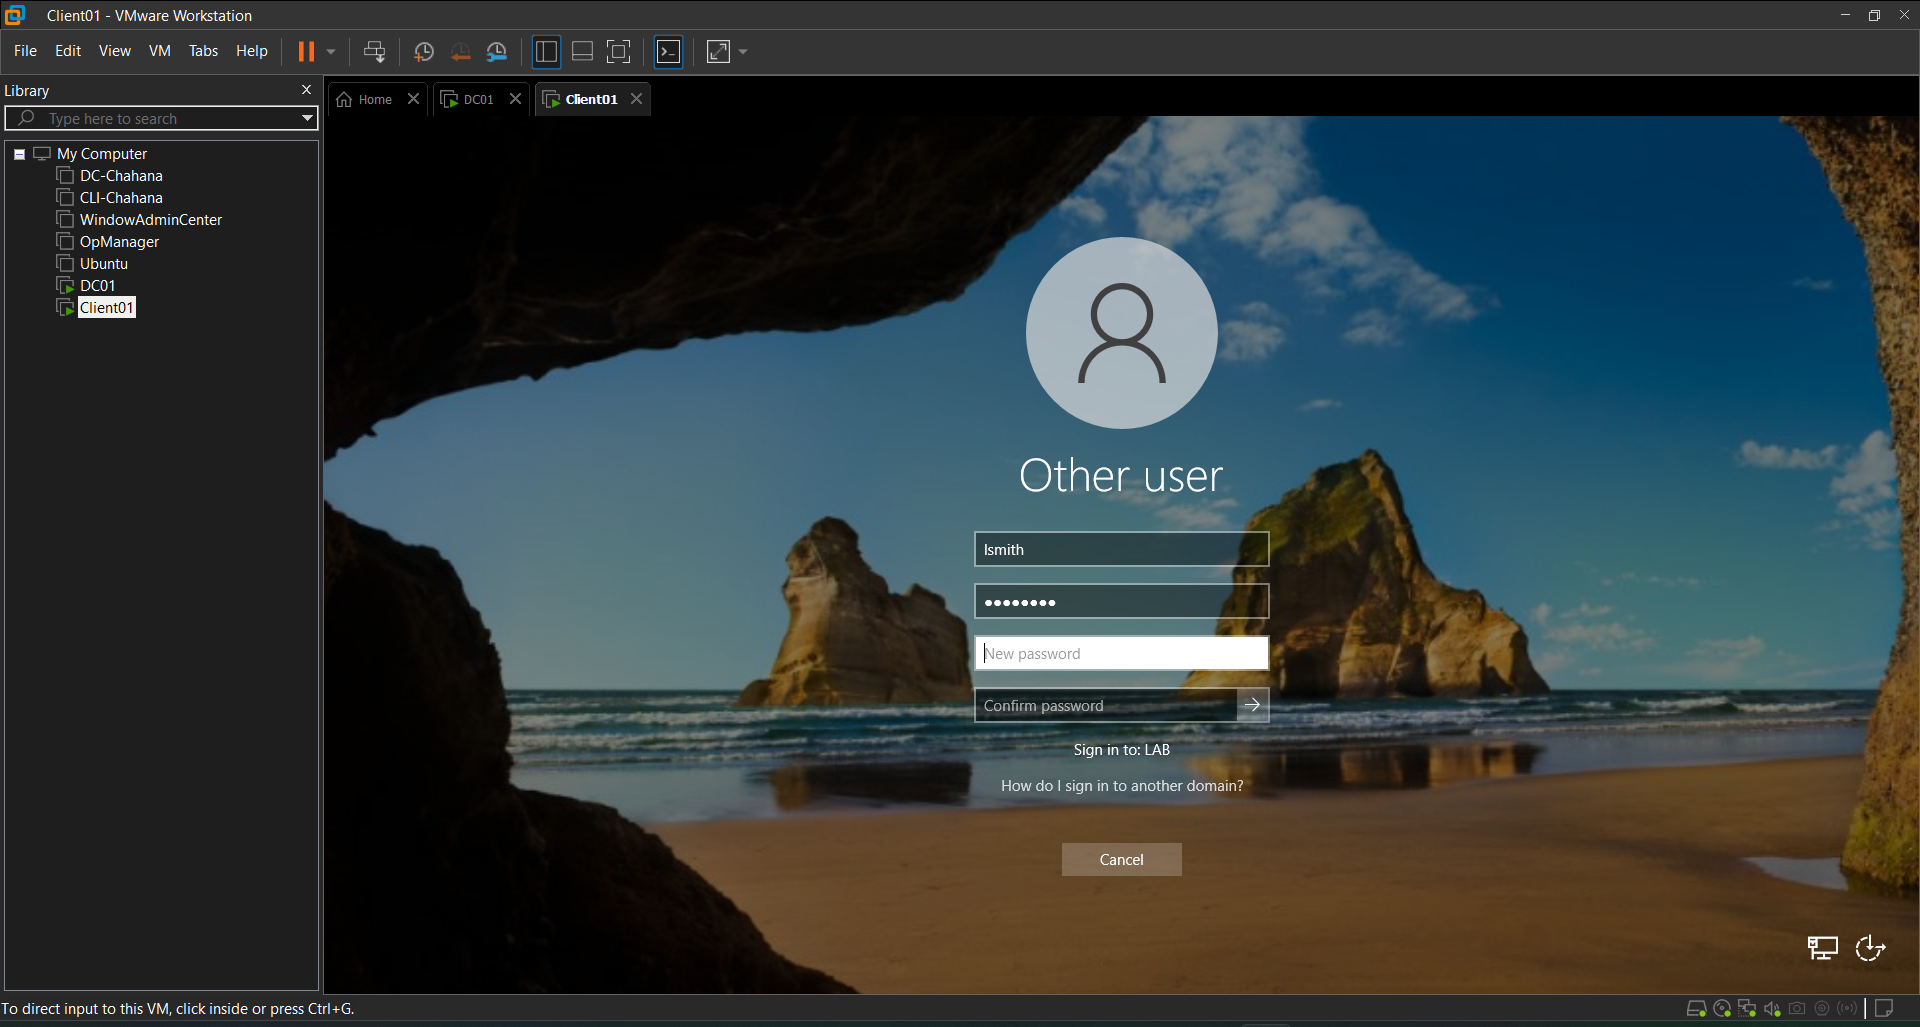 Client01 - VMware Workstation
File Edit View VM Tabs Help
Library
Type here to search
My Computer
DC-Chahana
CLI-Chahana
WindowAdminCenter
OpManager
Ubuntu
DC01
Client01
Home
DC01
Client01
Other user
lsmith
New password
Confirm password
Sign in to: LAB
How do I sign in to another domain?
Cancel
To direct input to this VM, click inside or press Ctrl+G.